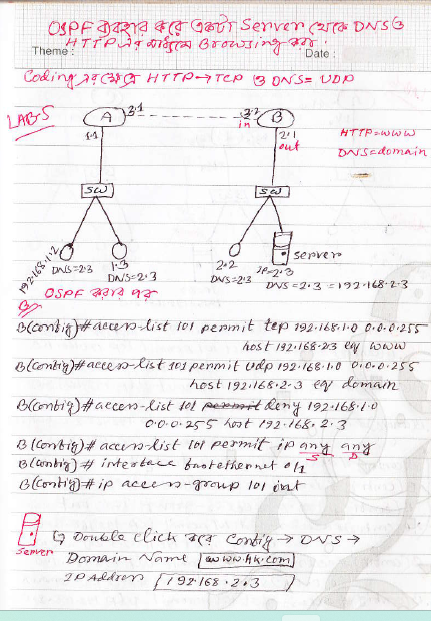 OSPF ব্যবহার করে একটা Server থেকে DNS ও
HTTP এর মাধ্যমে Browsing করা।
Theme :
Date :
Coding এর ক্ষেত্রে HTTP → TCP ও DNS = UDP
LAB-5
A
3.1
3.2
B
in
1.1
2.1
out
HTTP = www
DNS = domain
SW
SW
192.168.1.2
DNS = 2.3
1.3
DNS = 2.3
2.2
DNS = 2.3
server
IP = 2.3
DNS = 2.3 = 192.168.2.3
OSPF করার পর
B(config)# access-list 101 permit tcp 192.168.1.0 0.0.0.255
host 192.168.2.3 eq www
B(config)# access-list 101 permit udp 192.168.1.0 0.0.0.255
host 192.168.2.3 eq domain
B(config)# access-list 101 permit deny 192.168.1.0
0.0.0.255 host 192.168.2.3
B(config)# access-list 101 permit ip any any
S D
B(config)# interface fastethernet 0/1
B(config)# ip access-group 101 out
server
Double click করে Config → DNS →
Domain Name www.hk.com
IP Address 192.168.2.3